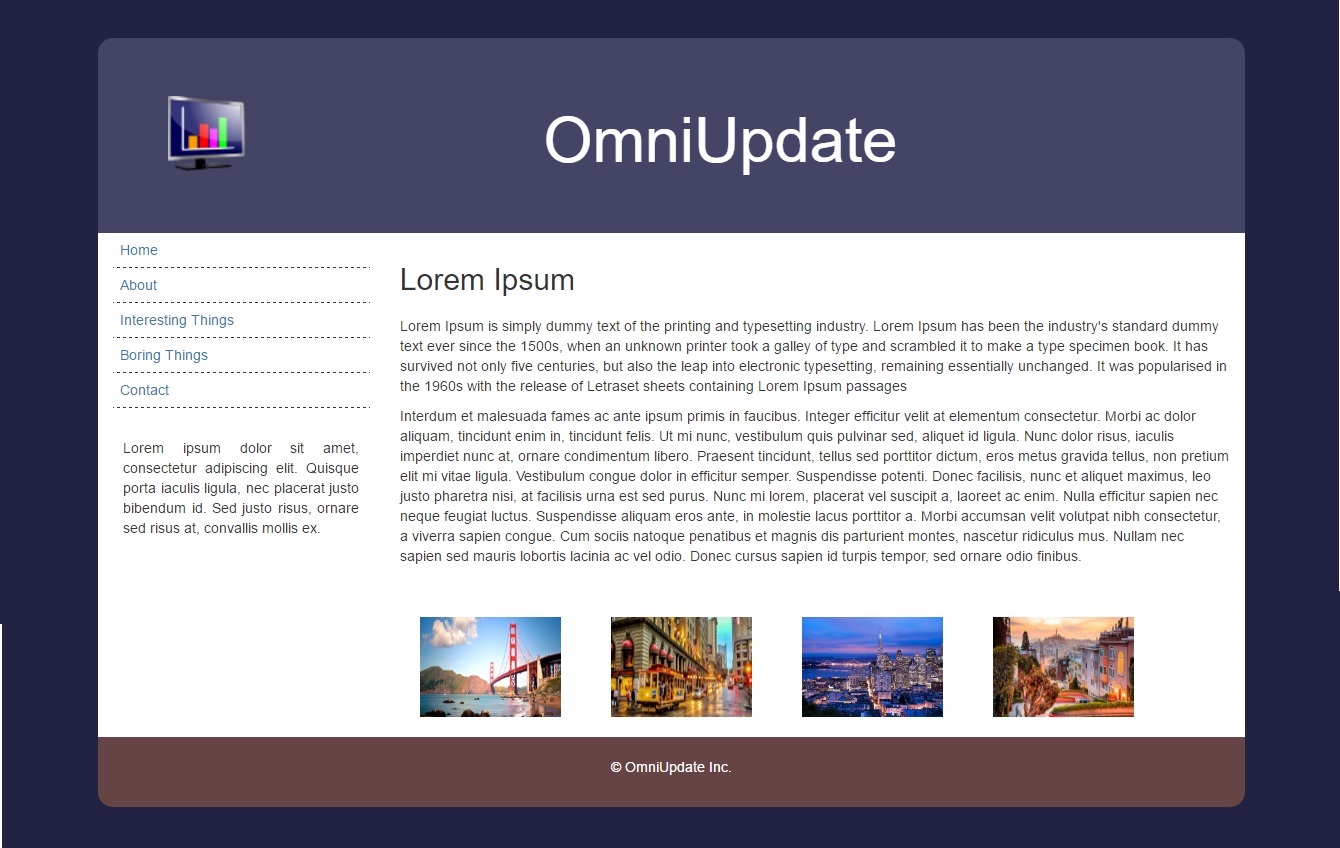 OmniUpdate
Home
About
Interesting Things
Boring Things
Contact
Lorem ipsum dolor sit amet,
consectetur adipiscing elit. Quisque
porta iaculis ligula, nec placerat justo
bibendum id. Sed justo risus, ornare
sed risus at, convallis mollis ex.
Lorem Ipsum
Lorem Ipsum is simply dummy text of the printing and typesetting industry. Lorem Ipsum has been the industry's standard dummy
text ever since the 1500s, when an unknown printer took a galley of type and scrambled it to make a type specimen book. It has
survived not only five centuries, but also the leap into electronic typesetting, remaining essentially unchanged. It was popularised in
the 1960s with the release of Letraset sheets containing Lorem Ipsum passages
Interdum et malesuada fames ac ante ipsum primis in faucibus. Integer efficitur velit at elementum consectetur. Morbi ac dolor
aliquam, tincidunt enim in, tincidunt felis. Ut mi nunc, vestibulum quis pulvinar sed, aliquet id ligula. Nunc dolor risus, iaculis
imperdiet nunc at, ornare condimentum libero. Praesent tincidunt, tellus sed porttitor dictum, eros metus gravida tellus, non pretium
elit mi vitae ligula. Vestibulum congue dolor in efficitur semper. Suspendisse potenti. Donec facilisis, nunc et aliquet maximus, leo
justo pharetra nisi, at facilisis urna est sed purus. Nunc mi lorem, placerat vel suscipit a, laoreet ac enim. Nulla efficitur sapien nec
neque feugiat luctus. Suspendisse aliquam eros ante, in molestie lacus porttitor a. Morbi accumsan velit volutpat nibh consectetur,
a viverra sapien congue. Cum sociis natoque penatibus et magnis dis parturient montes, nascetur ridiculus mus. Nullam nec
sapien sed mauris lobortis lacinia ac vel odio. Donec cursus sapien id turpis tempor, sed ornare odio finibus.
© OmniUpdate Inc.